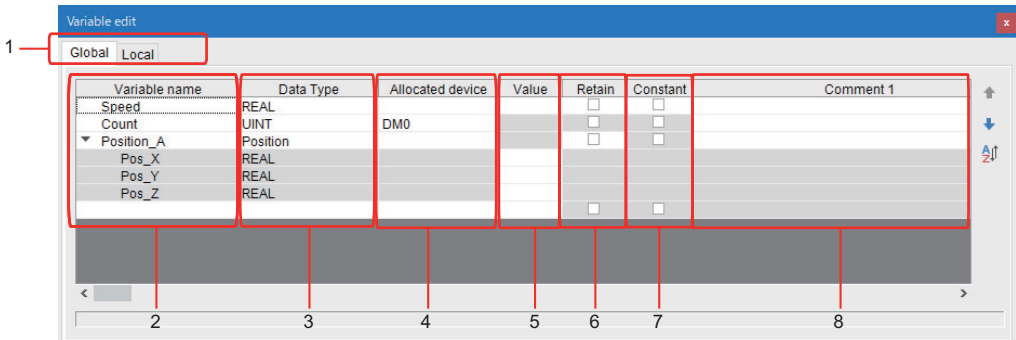 Variable edit
x
1
Global Local
Variable name Data Type Allocated device Value Retain Constant Comment 1
Speed REAL
Count UINT DM0
Position_A Position
Pos_X REAL
Pos_Y REAL
Pos_Z REAL
A
Z
2 3 4 5 6 7 8